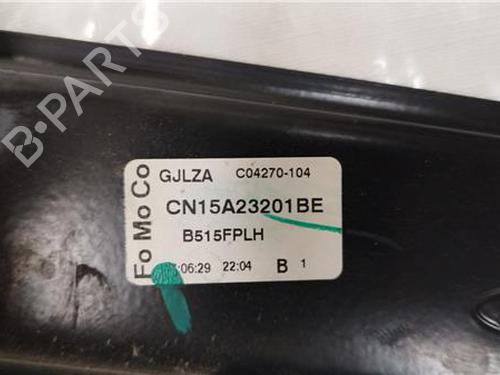 B-PARTS
Fo Mo Co
GJLZA C04270-104
CN15A23201BE
B515FPLH
:06:29 22:04 B 1